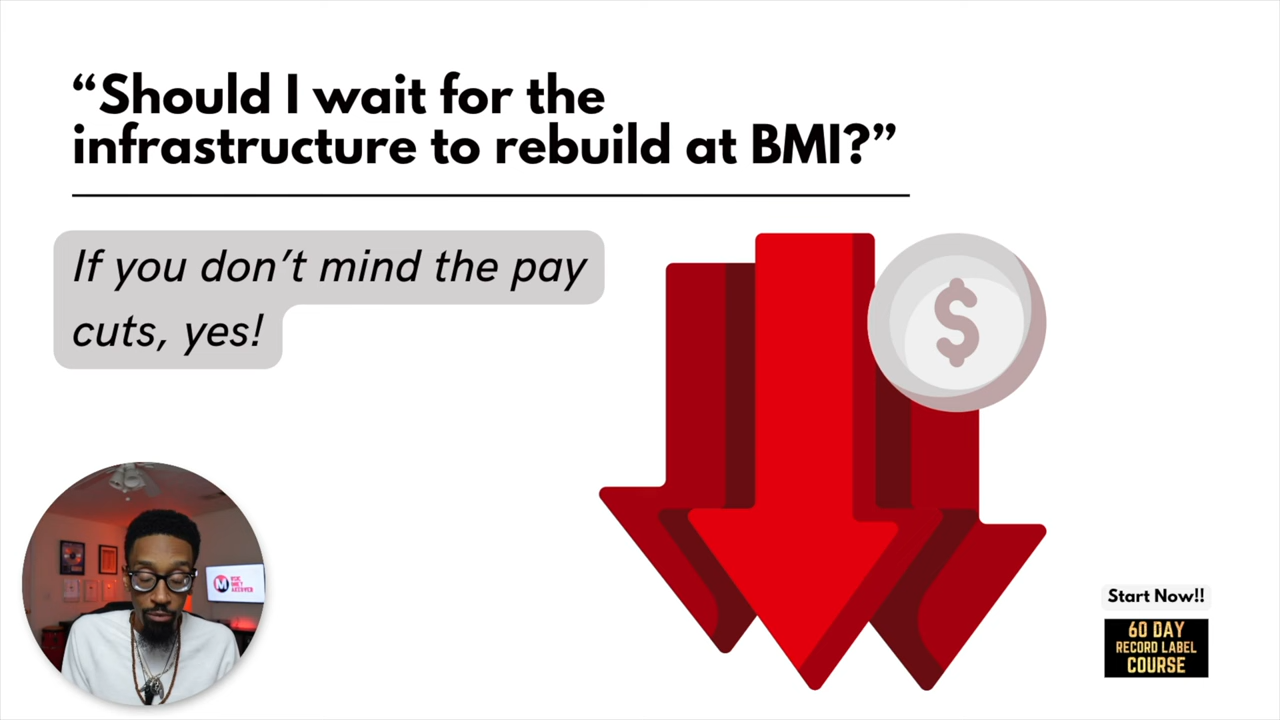 “Should I wait for the
infrastructure to rebuild at BMI?”
If you don’t mind the pay
cuts, yes!
$
M
Start Now!!
60 DAY
RECORD LABEL
COURSE